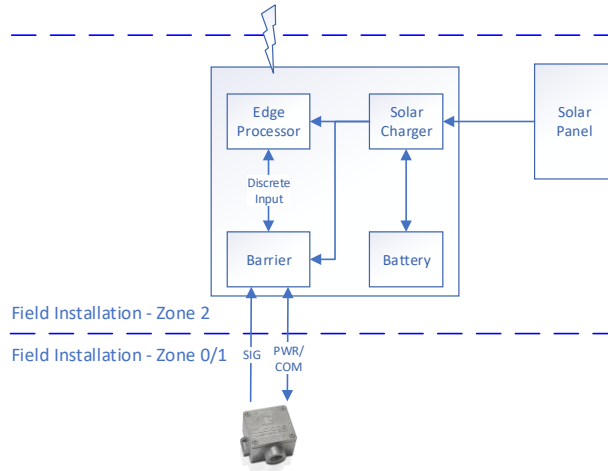 Edge
Processor
Solar
Charger
Solar
Panel
Discrete
Input
Barrier
Battery
Field Installation - Zone 2
Field Installation - Zone 0/1
SIG
PWR/
COM